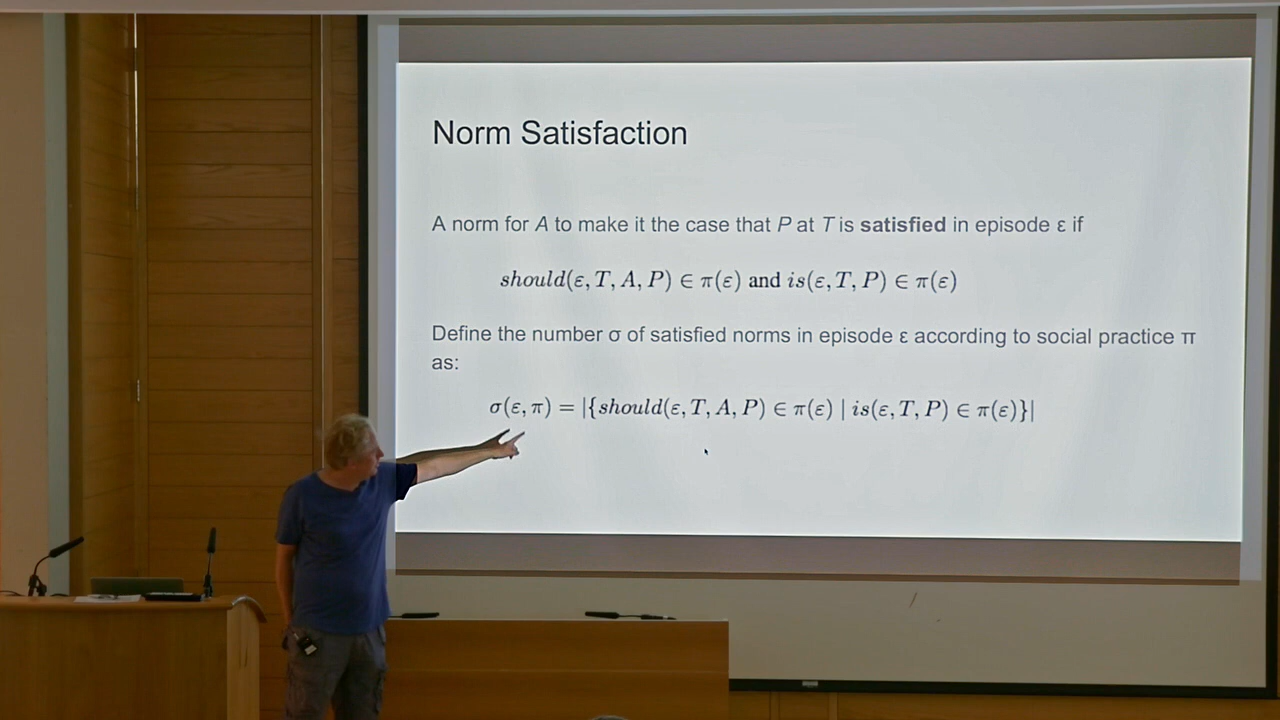 Norm Satisfaction
A norm for A to make it the case that P at T is satisfied in episode ε if
should(ε, T, A, P) ∈ π(ε) and is(ε, T, P) ∈ π(ε)
Define the number σ of satisfied norms in episode ε according to social practice π
as:
σ(ε, π) = |{should(ε, T, A, P) ∈ π(ε) | is(ε, T, P) ∈ π(ε)}|